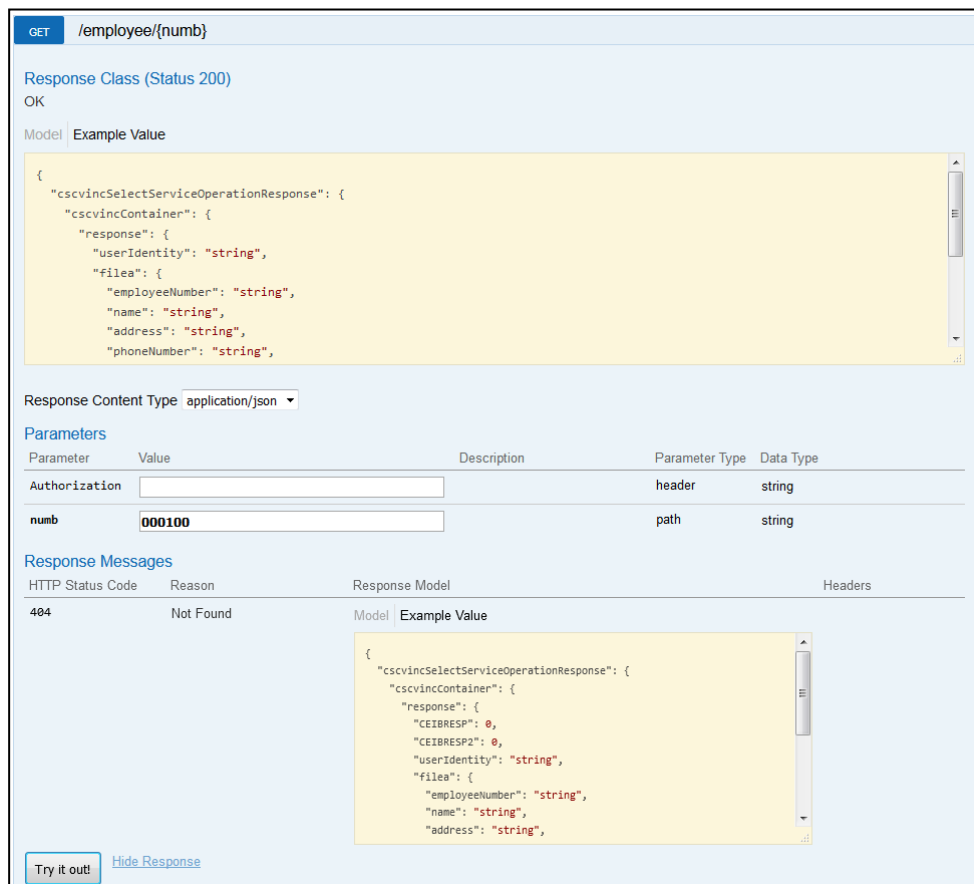 GET /employee/{numb}
Response Class (Status 200)
OK
Model Example Value
{
"cscvincSelectServiceOperationResponse": {
"cscvincContainer": {
"response": {
"userIdentity": "string",
"filea": {
"employeeNumber": "string",
"name": "string",
"address": "string",
"phoneNumber": "string",
Response Content Type application/json
Parameters
Parameter Value Description Parameter Type Data Type
Authorization header string
numb 000100 path string
Response Messages
HTTP Status Code Reason Response Model Headers
404 Not Found Model Example Value
{
"cscvincSelectServiceOperationResponse": {
"cscvincContainer": {
"response": {
"CEIBRESP": 0,
"CEIBRESP2": 0,
"userIdentity": "string",
"filea": {
"employeeNumber": "string",
"name": "string",
"address": "string",
Try it out! Hide Response